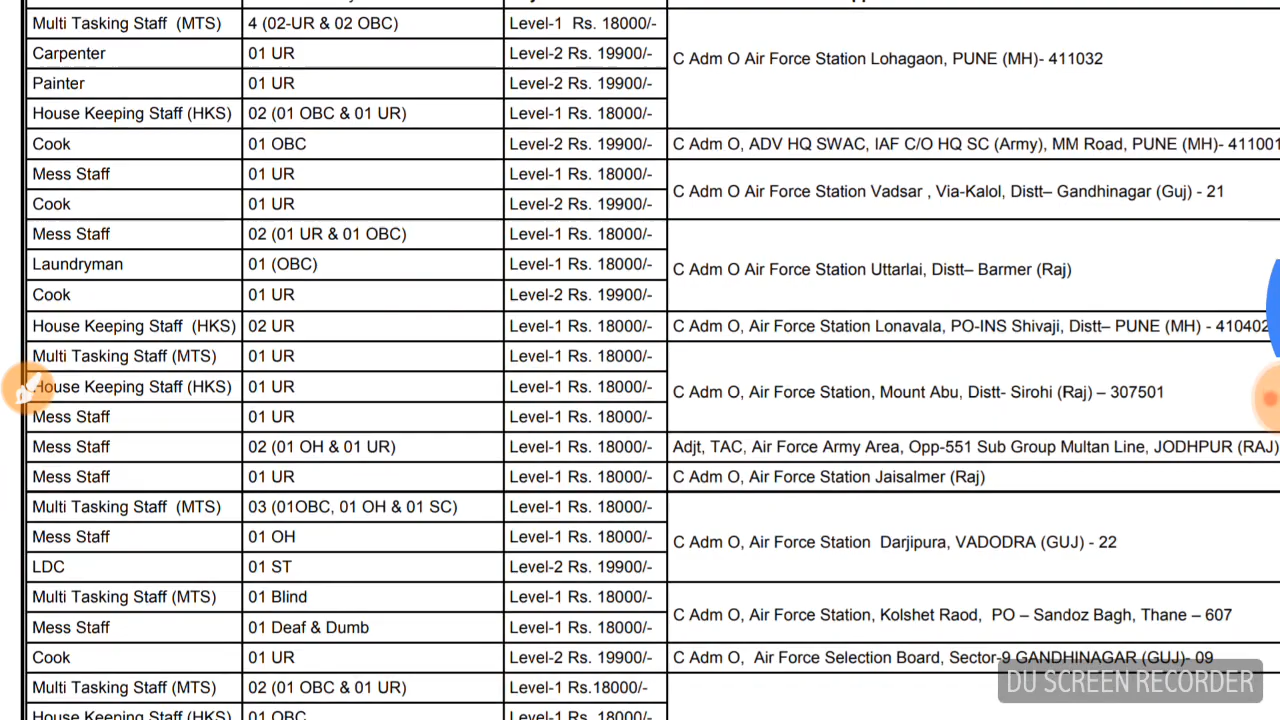 Multi Tasking Staff (MTS) 4 (02-UR & 02 OBC) Level-1 Rs. 18000/-
C Adm O Air Force Station Lohagaon, PUNE (MH)- 411032
Carpenter 01 UR Level-2 Rs. 19900/-
Painter 01 UR Level-2 Rs. 19900/-
House Keeping Staff (HKS) 02 (01 OBC & 01 UR) Level-1 Rs. 18000/-
Cook 01 OBC Level-2 Rs. 19900/- C Adm O, ADV HQ SWAC, IAF C/O HQ SC (Army), MM Road, PUNE (MH)- 411001
Mess Staff 01 UR Level-1 Rs. 18000/-
C Adm O Air Force Station Vadsar , Via-Kalol, Distt– Gandhinagar (Guj) - 21
Cook 01 UR Level-2 Rs. 19900/-
Mess Staff 02 (01 UR & 01 OBC) Level-1 Rs. 18000/-
Laundryman 01 (OBC) Level-1 Rs. 18000/-
C Adm O Air Force Station Uttarlai, Distt– Barmer (Raj)
Cook 01 UR Level-2 Rs. 19900/-
House Keeping Staff (HKS) 02 UR Level-1 Rs. 18000/- C Adm O, Air Force Station Lonavala, PO-INS Shivaji, Distt– PUNE (MH) - 410402
Multi Tasking Staff (MTS) 01 UR Level-1 Rs. 18000/-
House Keeping Staff (HKS) 01 UR Level-1 Rs. 18000/-
C Adm O, Air Force Station, Mount Abu, Distt- Sirohi (Raj) – 307501
Mess Staff 01 UR Level-1 Rs. 18000/-
Mess Staff 02 (01 OH & 01 UR) Level-1 Rs. 18000/- Adjt, TAC, Air Force Army Area, Opp-551 Sub Group Multan Line, JODHPUR (RAJ)
Mess Staff 01 UR Level-1 Rs. 18000/- C Adm O, Air Force Station Jaisalmer (Raj)
Multi Tasking Staff (MTS) 03 (01OBC, 01 OH & 01 SC) Level-1 Rs. 18000/-
Mess Staff 01 OH Level-1 Rs. 18000/-
C Adm O, Air Force Station Darjipura, VADODRA (GUJ) - 22
LDC 01 ST Level-2 Rs. 19900/-
Multi Tasking Staff (MTS) 01 Blind Level-1 Rs. 18000/-
C Adm O, Air Force Station, Kolshet Raod, PO – Sandoz Bagh, Thane – 607
Mess Staff 01 Deaf & Dumb Level-1 Rs. 18000/-
Cook 01 UR Level-2 Rs. 19900/- C Adm O, Air Force Selection Board, Sector-9 GANDHINAGAR (GUJ)- 09
Multi Tasking Staff (MTS) 02 (01 OBC & 01 UR) Level-1 Rs.18000/-
House Keeping Staff (HKS) 01 OBC Level-1 Rs. 18000/-
DU SCREEN RECORDER